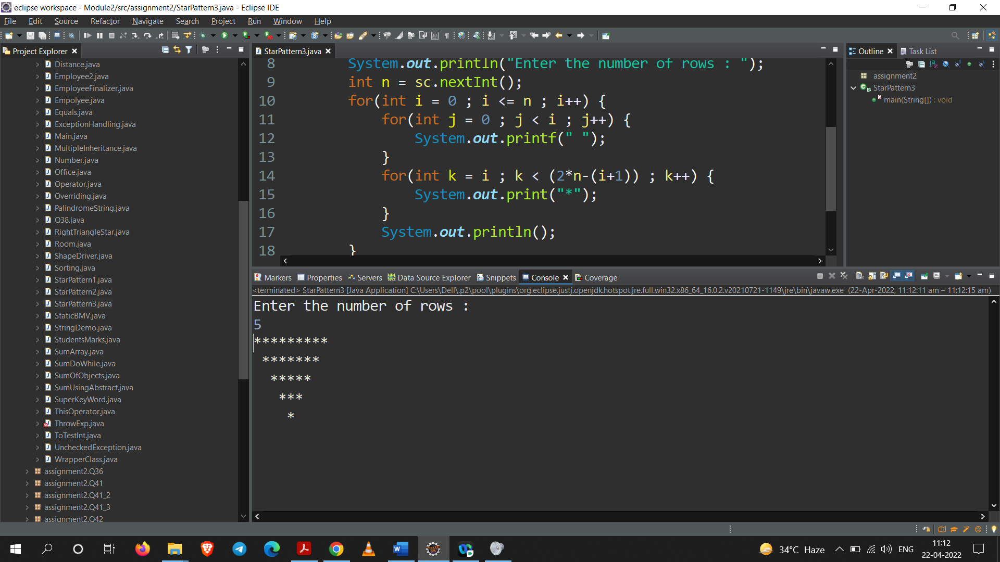 eclipse workspace - Module2/src/assignment2/StarPattern3.java - Eclipse IDE
File Edit Source Refactor Navigate Search Project Run Window Help
Project Explorer
Distance.java
Employee2.java
EmployeeFinalizer.java
Empolyee.java
Equals.java
ExceptionHandling.java
Main.java
MultipleInheritance.java
Number.java
Office.java
Operator.java
Overriding.java
PalindromeString.java
Q38.java
RightTriangleStar.java
Room.java
ShapeDriver.java
Sorting.java
StarPattern1.java
StarPattern2.java
StarPattern3.java
StaticBMV.java
StringDemo.java
StudentsMarks.java
SumArray.java
SumDoWhile.java
SumOfObjects.java
SumUsingAbstract.java
SuperKeyWord.java
ThisOperator.java
ThrowExp.java
ToTestInt.java
UncheckedException.java
WrapperClass.java
assignment2.Q36
assignment2.Q41
assignment2.Q41_2
assignment2.Q41_3
assignment2.Q42
StarPattern3.java
8 System.out.println("Enter the number of rows : ");
9 int n = sc.nextInt();
10 for(int i = 0 ; i <= n ; i++) {
11 for(int j = 0 ; j < i ; j++) {
12 System.out.printf(" ");
13 }
14 for(int k = i ; k < (2*n-(i+1)) ; k++) {
15 System.out.print("*");
16 }
17 System.out.println();
18 }
Outline Task List
assignment2
StarPattern3
main(String[]) : void
Markers Properties Servers Data Source Explorer Snippets Console Coverage
<terminated> StarPattern3 [Java Application] C:\Users\Dell\.p2\pool\plugins\org.eclipse.justj.openjdk.hotspot.jre.full.win32.x86_64_16.0.2.v20210721-1149\jre\bin\javaw.exe (22-Apr-2022, 11:12:11 am – 11:12:15 am)
Enter the number of rows :
5
*********
*******
*****
***
*
34°C Haze
ENG
11:12
22-04-2022